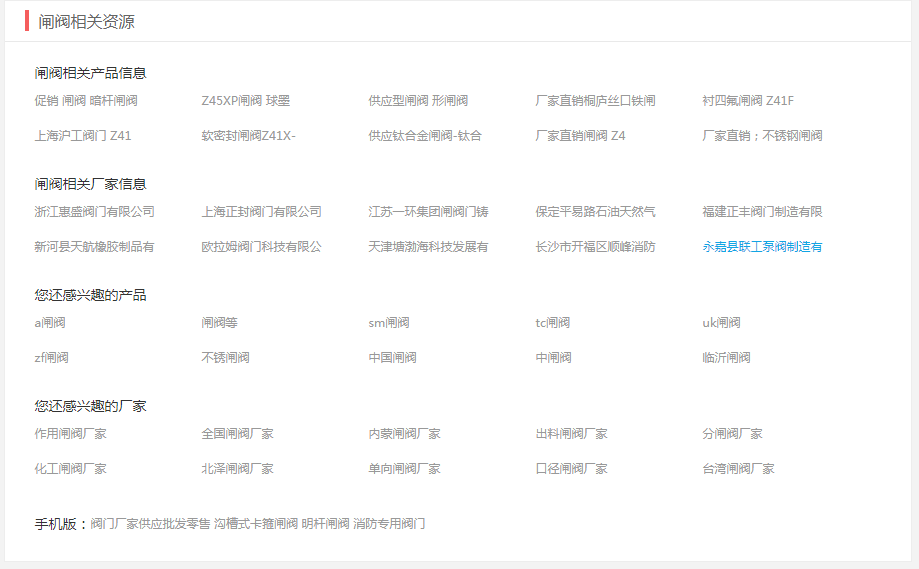 闸阀相关资源
闸阀相关产品信息
促销 闸阀 暗杆闸阀 Z45XP闸阀 球墨 供应型闸阀 形闸阀 厂家直销桐庐丝口铁闸 衬四氟闸阀 Z41F
上海沪工阀门 Z41 软密封闸阀Z41X- 供应钛合金闸阀-钛合 厂家直销闸阀 Z4 厂家直销；不锈钢闸阀
闸阀相关厂家信息
浙江惠盛阀门有限公司 上海正封阀门有限公司 江苏一环集团闸阀门铸 保定平易路石油天然气 福建正丰阀门制造有限
新河县天航橡胶制品有 欧拉姆阀门科技有限公 天津塘渤海科技发展有 长沙市开福区顺峰消防 永嘉县联工泵阀制造有
您还感兴趣的产品
a闸阀 闸阀等 sm闸阀 tc闸阀 uk闸阀
zf闸阀 不锈闸阀 中国闸阀 中闸阀 临沂闸阀
您还感兴趣的厂家
作用闸阀厂家 全国闸阀厂家 内蒙闸阀厂家 出料闸阀厂家 分闸阀厂家
化工闸阀厂家 北泽闸阀厂家 单向闸阀厂家 口径闸阀厂家 台湾闸阀厂家
手机版：阀门厂家供应批发零售 沟槽式卡箍闸阀 明杆闸阀 消防专用阀门